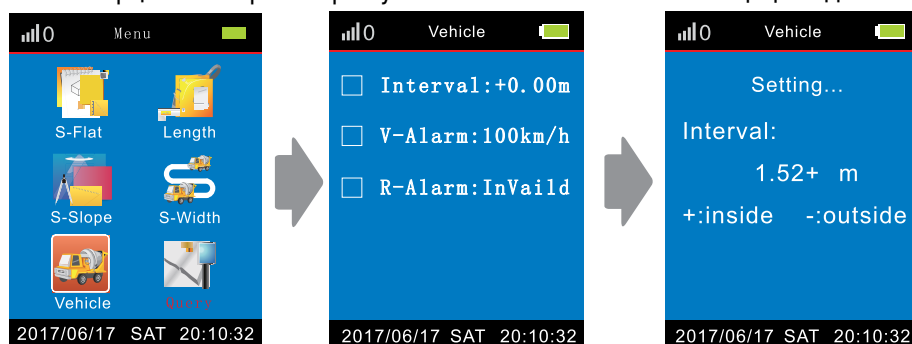 0 Menu
S-Flat Length
S-Slope S-Width
Vehicle
2017/06/17 SAT 20:10:32
0 Vehicle
Interval:+0.00m
V-Alarm:100km/h
R-Alarm:InVaild
2017/06/17 SAT 20:10:32
0 Vehicle
Setting...
Interval:
1.52+ m
+:inside -:outside
2017/06/17 SAT 20:10:32